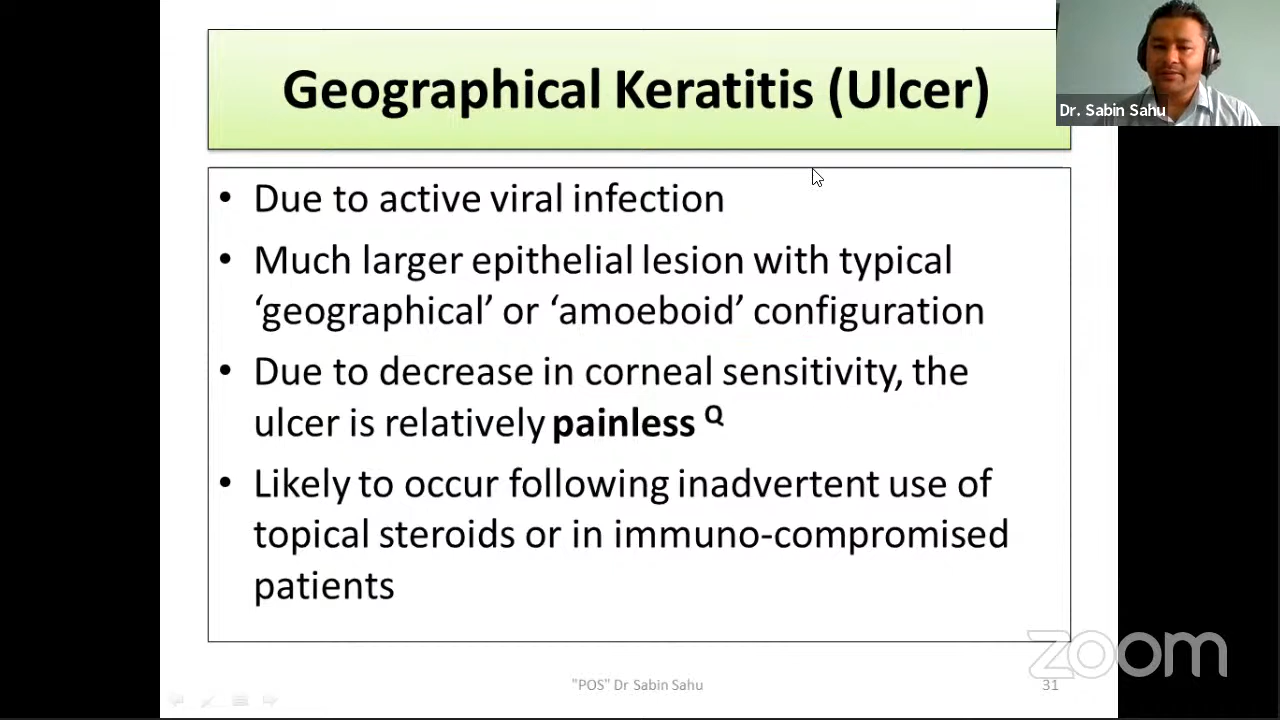 Geographical Keratitis (Ulcer)
Dr. Sabin Sahu
• Due to active viral infection
• Much larger epithelial lesion with typical
‘geographical’ or ‘amoeboid’ configuration
• Due to decrease in corneal sensitivity, the
ulcer is relatively painless Q
• Likely to occur following inadvertent use of
topical steroids or in immuno-compromised
patients
zoom
"POS" Dr Sabin Sahu
31